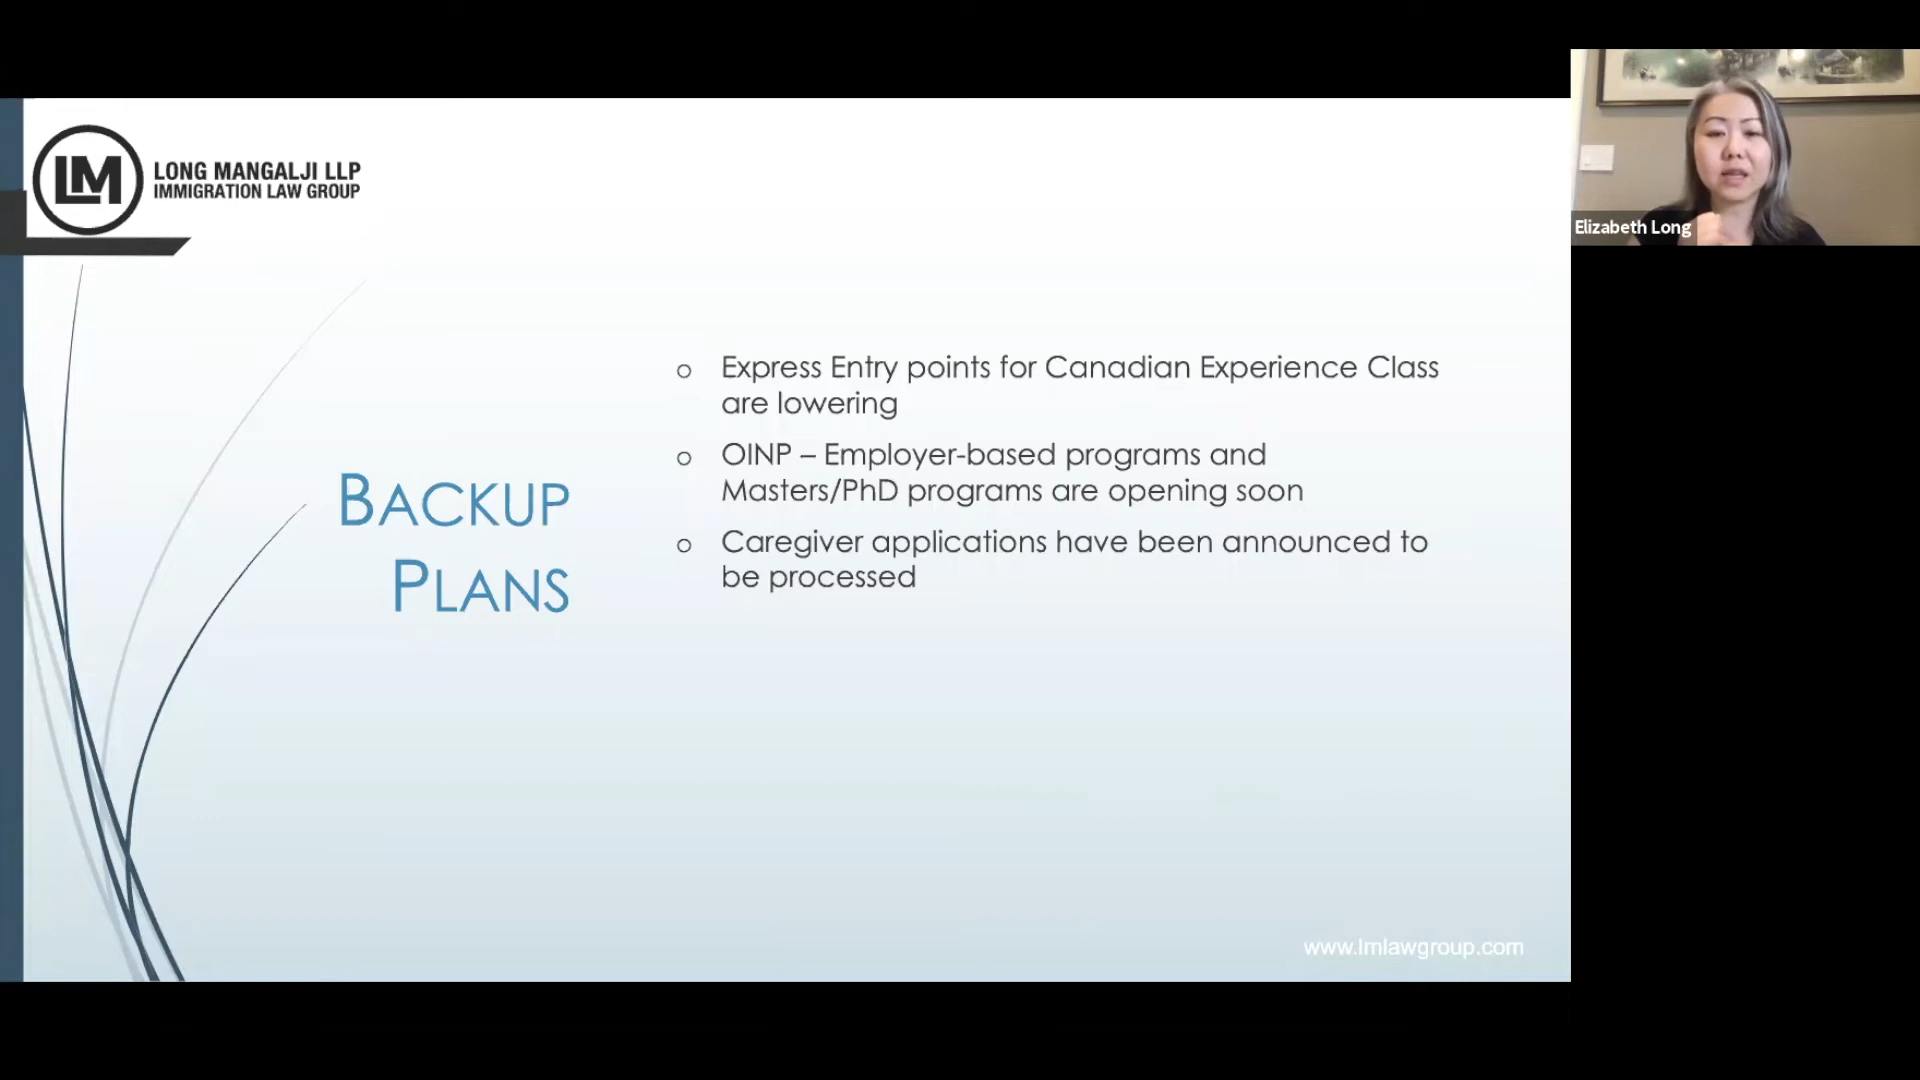 LM
LONG MANGALJI LLP
IMMIGRATION LAW GROUP
Elizabeth Long
BACKUP
PLANS
o Express Entry points for Canadian Experience Class
are lowering
o OINP – Employer-based programs and
Masters/PhD programs are opening soon
o Caregiver applications have been announced to
be processed
www.lmlawgroup.com